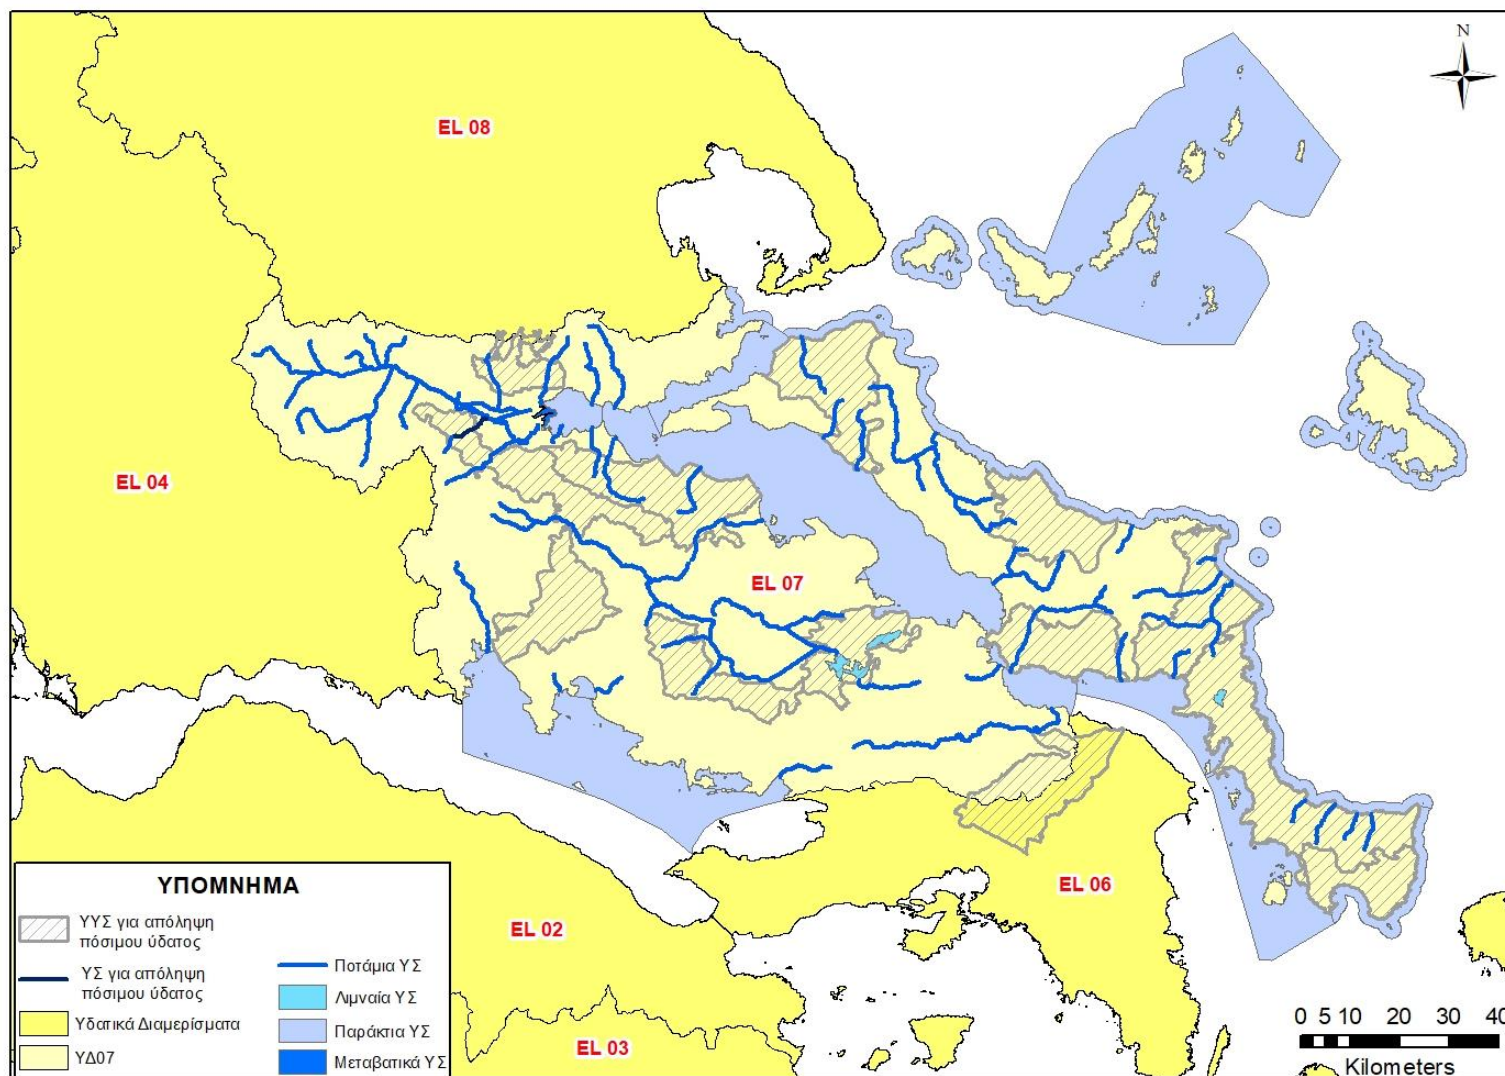 N
EL 08
EL 04
EL 07
EL 06
EL 02
EL 03
ΥΠΟΜΝΗΜΑ
ΥΥΣ για απόληψη
πόσιμου ύδατος
ΥΣ για απόληψη
πόσιμου ύδατος
Υδατικά Διαμερίσματα
ΥΔ07
Ποτάμια ΥΣ
Λιμναία ΥΣ
Παράκτια ΥΣ
Μεταβατικά ΥΣ
0 5 10 20 30 40
Kilometers